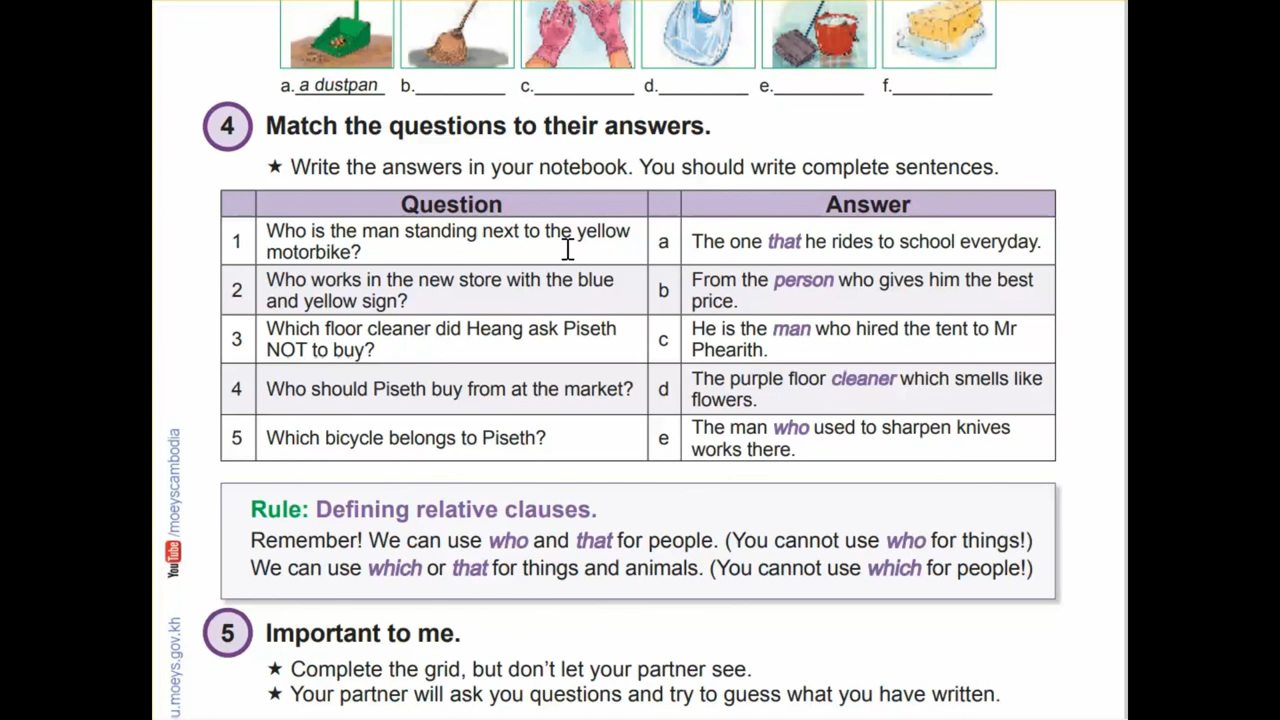 a. a dustpan b.__________ c.__________ d.__________ e.__________ f.__________
4 Match the questions to their answers.
★ Write the answers in your notebook. You should write complete sentences.
Question Answer
1 Who is the man standing next to the yellow
motorbike?
a The one that he rides to school everyday.
2 Who works in the new store with the blue
and yellow sign?
b From the person who gives him the best
price.
3 Which floor cleaner did Heang ask Piseth
NOT to buy?
c He is the man who hired the tent to Mr
Phearith.
4 Who should Piseth buy from at the market?
d The purple floor cleaner which smells like
flowers.
5 Which bicycle belongs to Piseth?
e The man who used to sharpen knives
works there.
Rule: Defining relative clauses.
Remember! We can use who and that for people. (You cannot use who for things!)
We can use which or that for things and animals. (You cannot use which for people!)
5 Important to me.
★ Complete the grid, but don’t let your partner see.
★ Your partner will ask you questions and try to guess what you have written.
YouTube /moeyscambodia
u.moeys.gov.kh